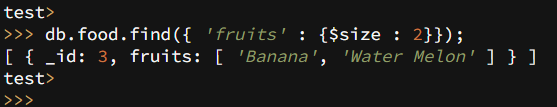 test>
>>> db.food.find({ 'fruits' : {$size : 2}});
[ { _id: 3, fruits: [ 'Banana', 'Water Melon' ] } ]
test>
>>>